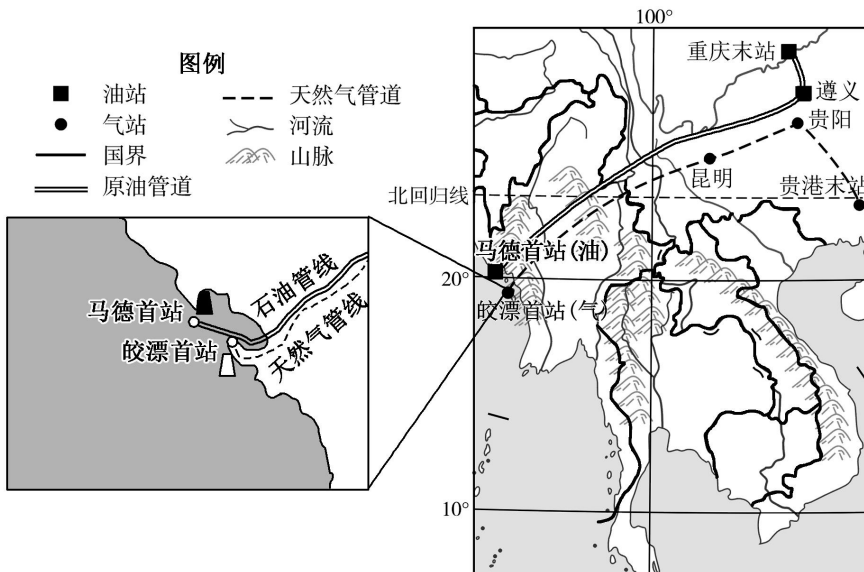 图例
油站
天然气管道
气站
河流
国界
山脉
原油管道
100°
重庆末站
遵义
贵阳
昆明
北回归线
贵港末站
马德首站(油)
20°
皎漂首站(气)
10°
石油管线
天然气管线
马德首站
皎漂首站